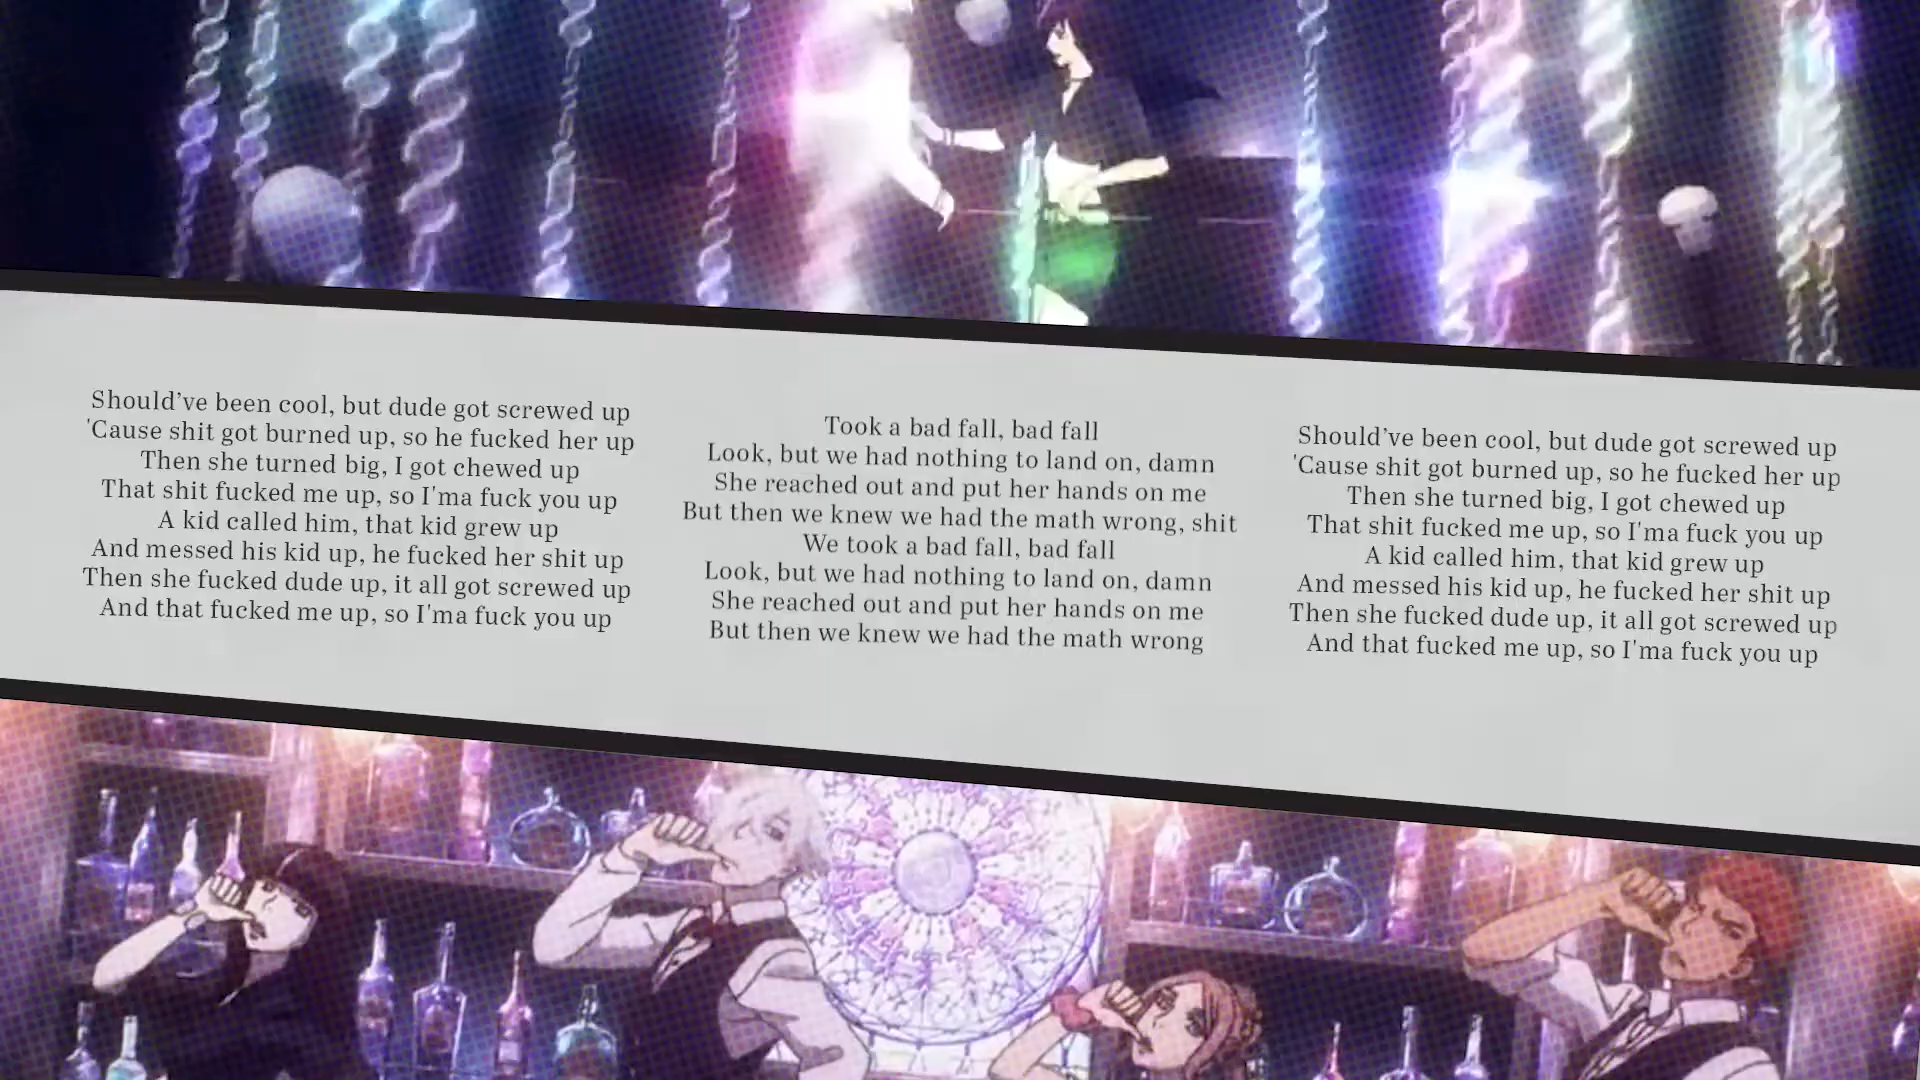 Should’ve been cool, but dude got screwed up
'Cause shit got burned up, so he fucked her up
Then she turned big, I got chewed up
That shit fucked me up, so I'ma fuck you up
A kid called him, that kid grew up
And messed his kid up, he fucked her shit up
Then she fucked dude up, it all got screwed up
And that fucked me up, so I'ma fuck you up
Took a bad fall, bad fall
Look, but we had nothing to land on, damn
She reached out and put her hands on me
But then we knew we had the math wrong, shit
We took a bad fall, bad fall
Look, but we had nothing to land on, damn
She reached out and put her hands on me
But then we knew we had the math wrong
Should’ve been cool, but dude got screwed up
'Cause shit got burned up, so he fucked her up
Then she turned big, I got chewed up
That shit fucked me up, so I'ma fuck you up
A kid called him, that kid grew up
And messed his kid up, he fucked her shit up
Then she fucked dude up, it all got screwed up
And that fucked me up, so I'ma fuck you up